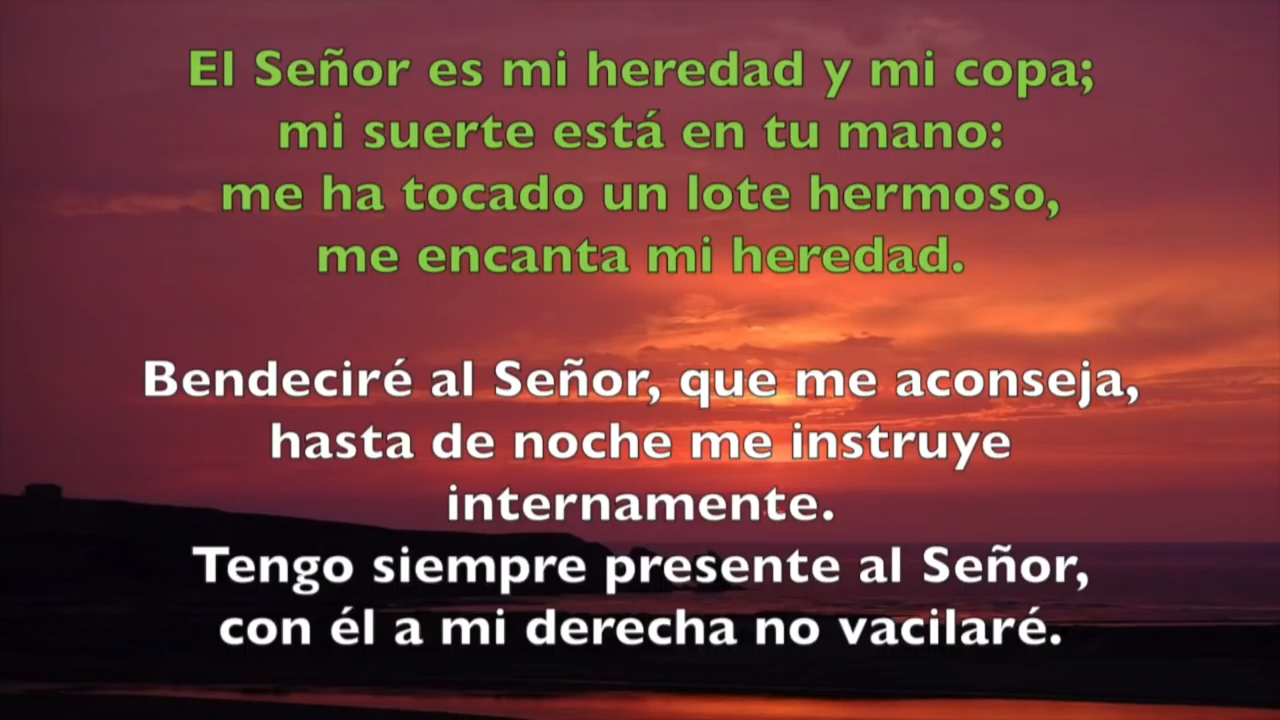 El Señor es mi heredad y mi copa;
mi suerte está en tu mano:
me ha tocado un lote hermoso,
me encanta mi heredad.
Bendeciré al Señor, que me aconseja,
hasta de noche me instruye
internamente.
Tengo siempre presente al Señor,
con él a mi derecha no vacilaré.